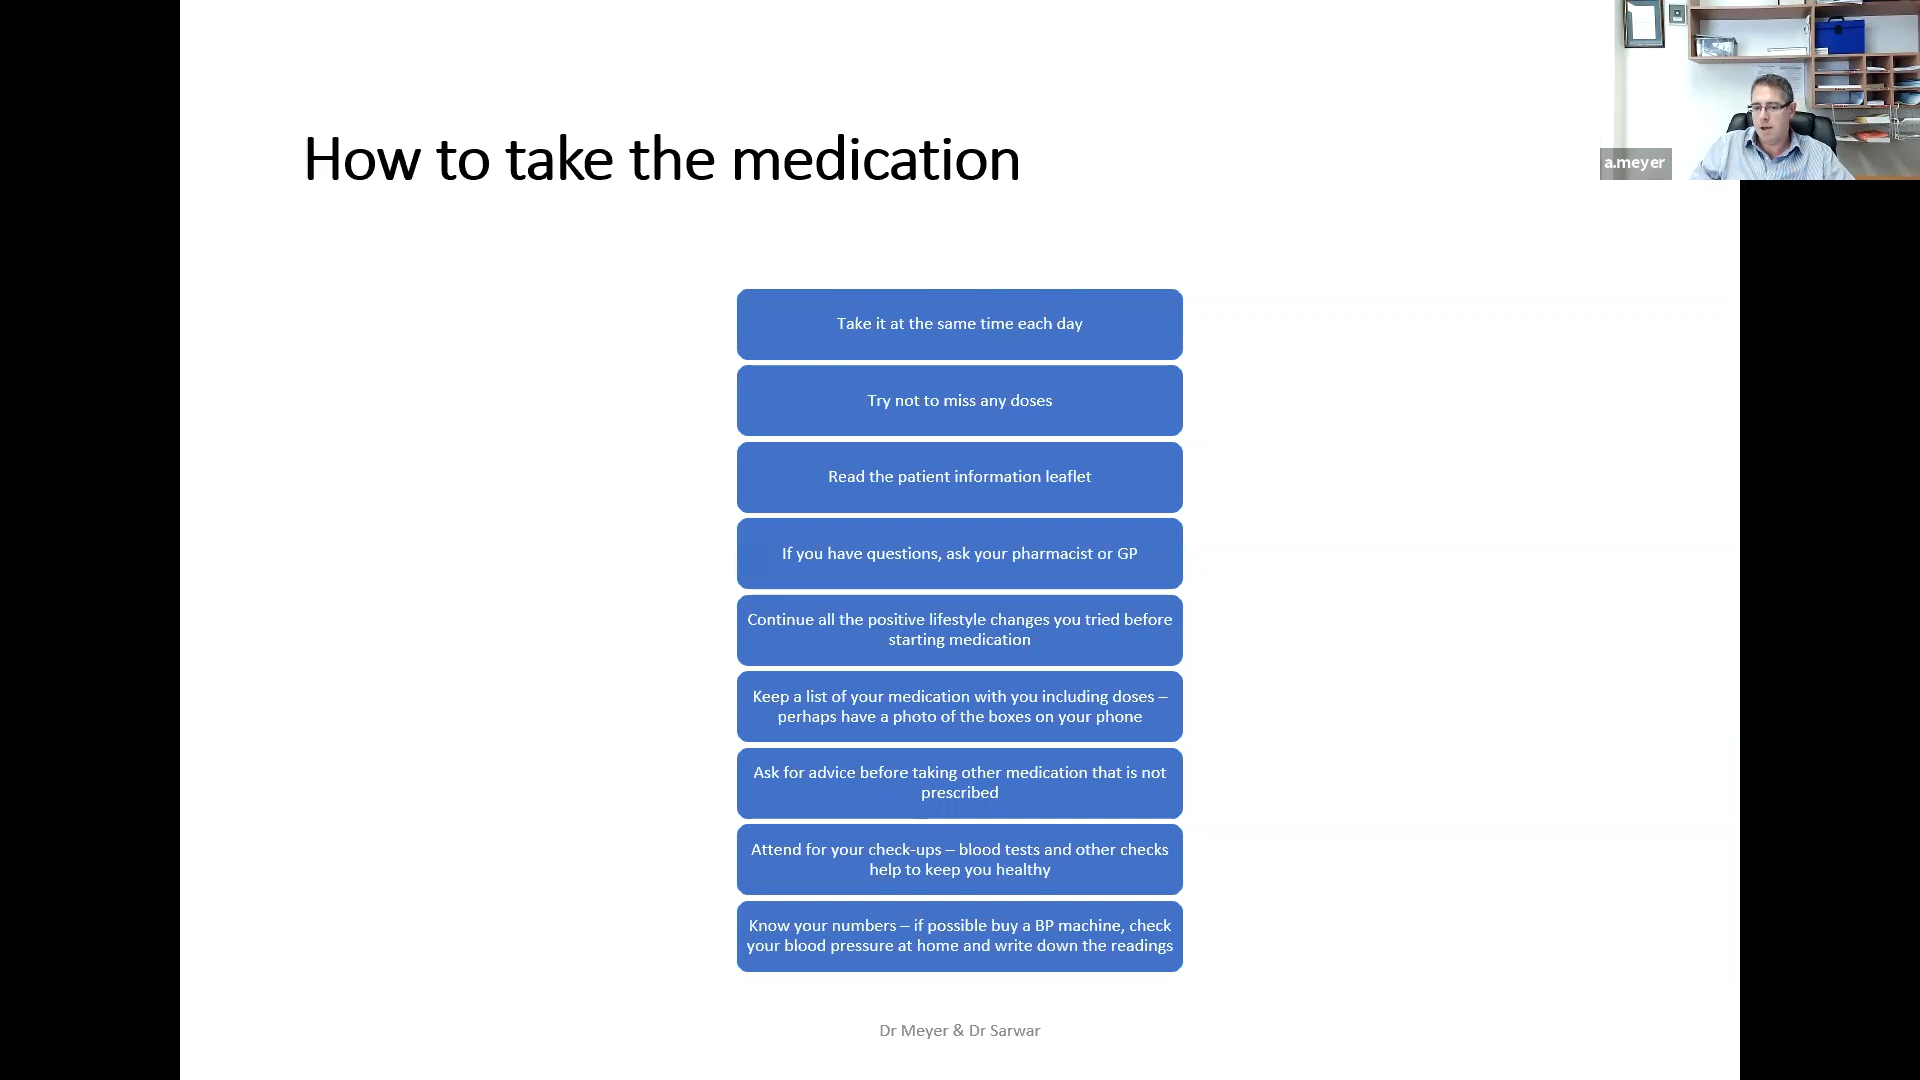 a.meyer
How to take the medication
Take it at the same time each day
Try not to miss any doses
Read the patient information leaflet
If you have questions, ask your pharmacist or GP
Continue all the positive lifestyle changes you tried before
starting medication
Keep a list of your medication with you including doses –
perhaps have a photo of the boxes on your phone
Ask for advice before taking other medication that is not
prescribed
Attend for your check-ups – blood tests and other checks
help to keep you healthy
Know your numbers – if possible buy a BP machine, check
your blood pressure at home and write down the readings
Dr Meyer & Dr Sarwar